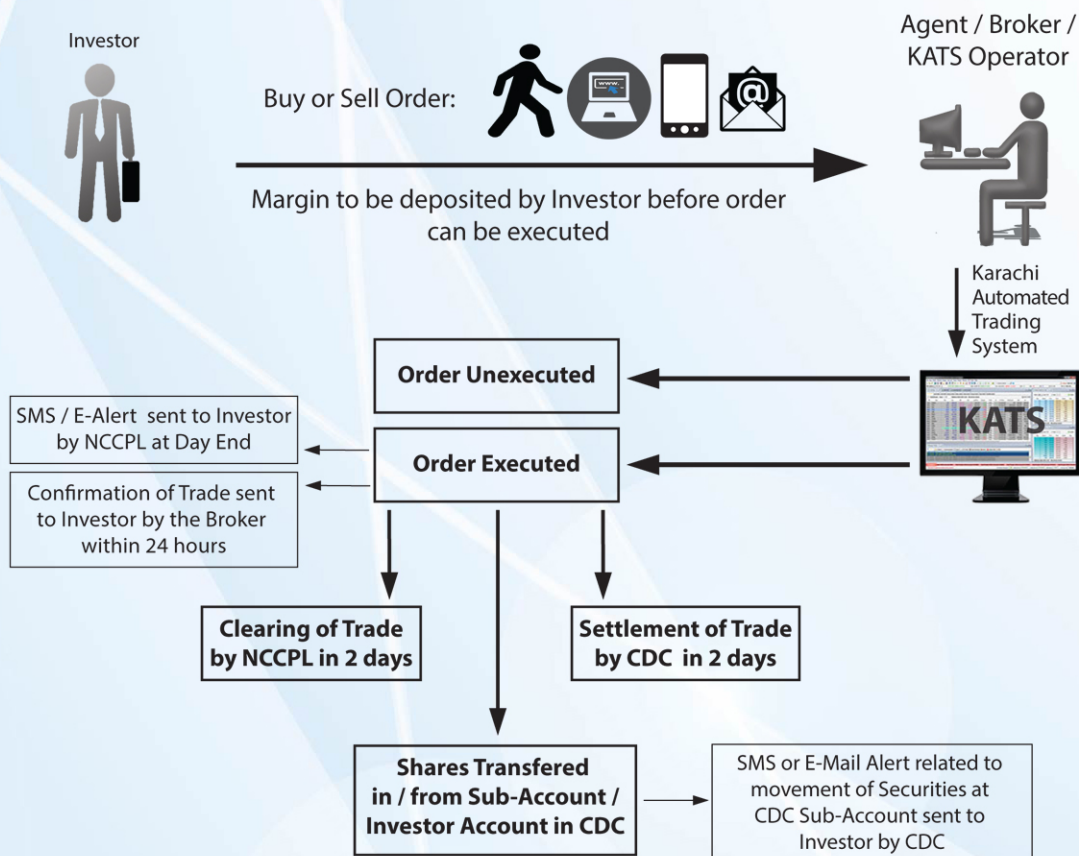 Investor
Agent / Broker /
KATS Operator
Buy or Sell Order:
www.
@
Margin to be deposited by Investor before order
can be executed
Karachi
Automated
Trading
System
KATS
Order Unexecuted
Order Executed
SMS / E-Alert sent to Investor
by NCCPL at Day End
Confirmation of Trade sent
to Investor by the Broker
within 24 hours
Clearing of Trade
by NCCPL in 2 days
Settlement of Trade
by CDC in 2 days
Shares Transfered
in / from Sub-Account /
Investor Account in CDC
SMS or E-Mail Alert related to
movement of Securities at
CDC Sub-Account sent to
Investor by CDC